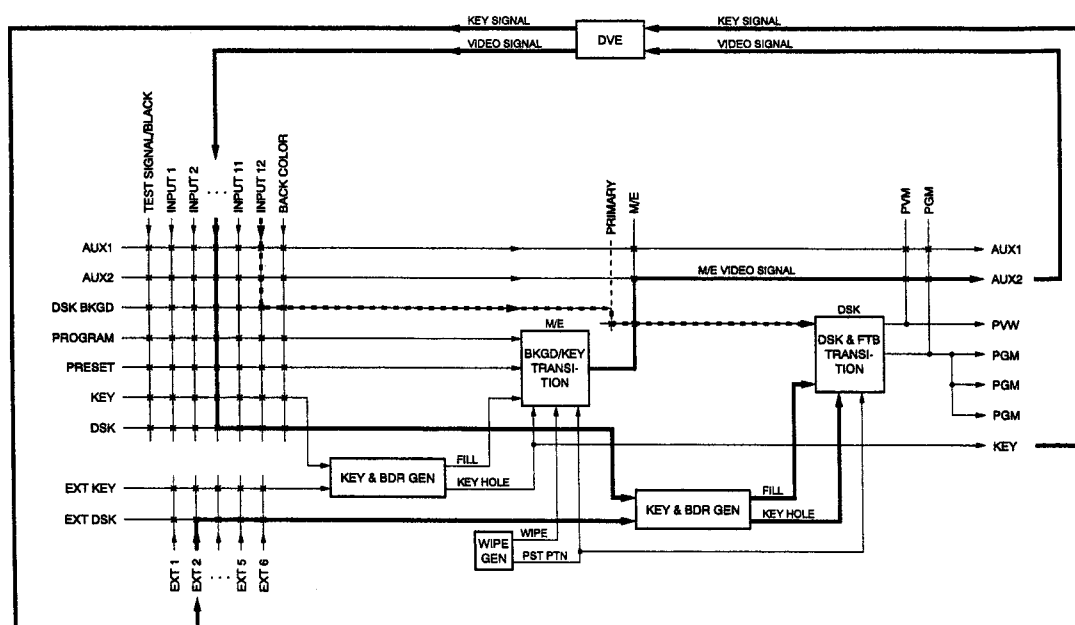 KEY SIGNAL
KEY SIGNAL
DVE
VIDEO SIGNAL
VIDEO SIGNAL
TEST SIGNAL/BLACK
INPUT 1
INPUT 2
. . .
INPUT 11
INPUT 12
BACK COLOR
PRIMARY
M/E
PVM
PGM
AUX1
AUX1
AUX2
M/E VIDEO SIGNAL
AUX2
DSK BKGD
DSK
M/E
PVW
PROGRAM
BKGD/KEY
TRANSI-
TION
DSK & FTB
TRANSI-
TION
PGM
PRESET
PGM
KEY
PGM
DSK
KEY
FILL
KEY & BDR GEN
KEY HOLE
EXT KEY
FILL
KEY & BDR GEN
KEY HOLE
EXT DSK
WIPE
WIPE
GEN
PST PTN
EXT 1
EXT 2
. . .
EXT 5
EXT 6